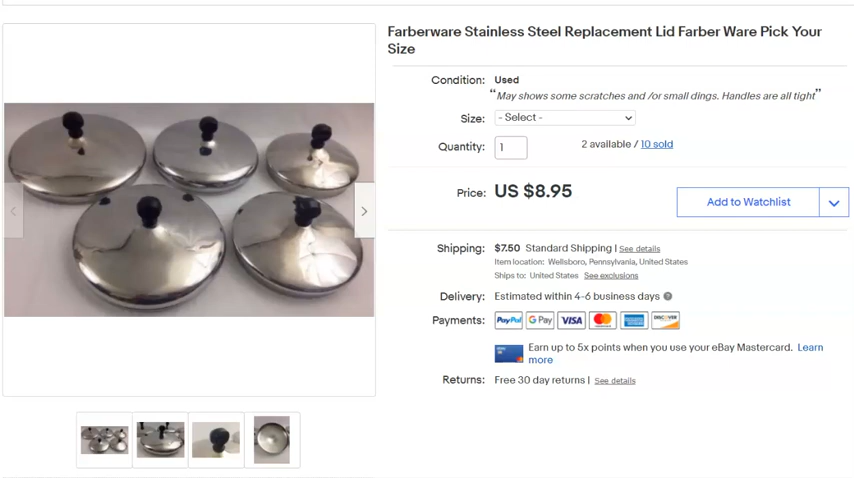 Farberware Stainless Steel Replacement Lid Farber Ware Pick Your
Size
Condition: Used
“May shows some scratches and /or small dings. Handles are all tight”
Size: - Select -
Quantity: 1 2 available / 10 sold
Price: US $8.95
Add to Watchlist
Shipping: $7.50 Standard Shipping | See details
Item location: Wellsboro, Pennsylvania, United States
Ships to: United States See exclusions
Delivery: Estimated within 4-6 business days ?
Payments: PayPal G Pay VISA mastercard AMERICAN EXPRESS DISCOVER
Earn up to 5x points when you use your eBay Mastercard. Learn
more
Returns: Free 30 day returns | See details